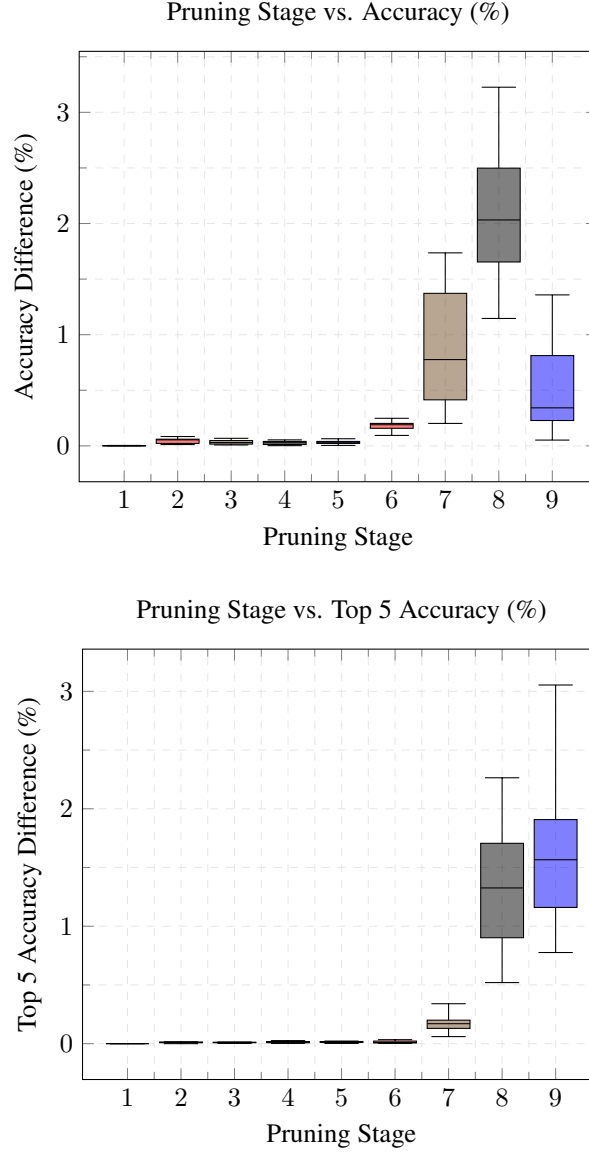 Pruning Stage vs. Accuracy (%)
3
2
1
0
Accuracy Difference (%)
1 2 3 4 5 6 7 8 9
Pruning Stage
Pruning Stage vs. Top 5 Accuracy (%)
3
2
1
0
Top 5 Accuracy Difference (%)
1 2 3 4 5 6 7 8 9
Pruning Stage